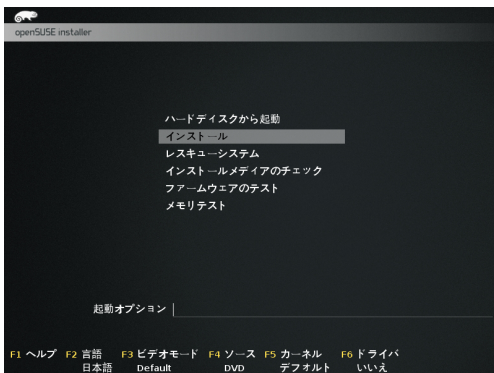 openSUSE installer
ハードディスクから起動
インストール
レスキューシステム
インストールメディアのチェック
ファームウェアのテスト
メモリテスト
起動オプション
F1 ヘルプ F2 言語 F3 ビデオモード F4 ソース F5 カーネル F6 ドライバ
日本語 Default DVD デフォルト いいえ